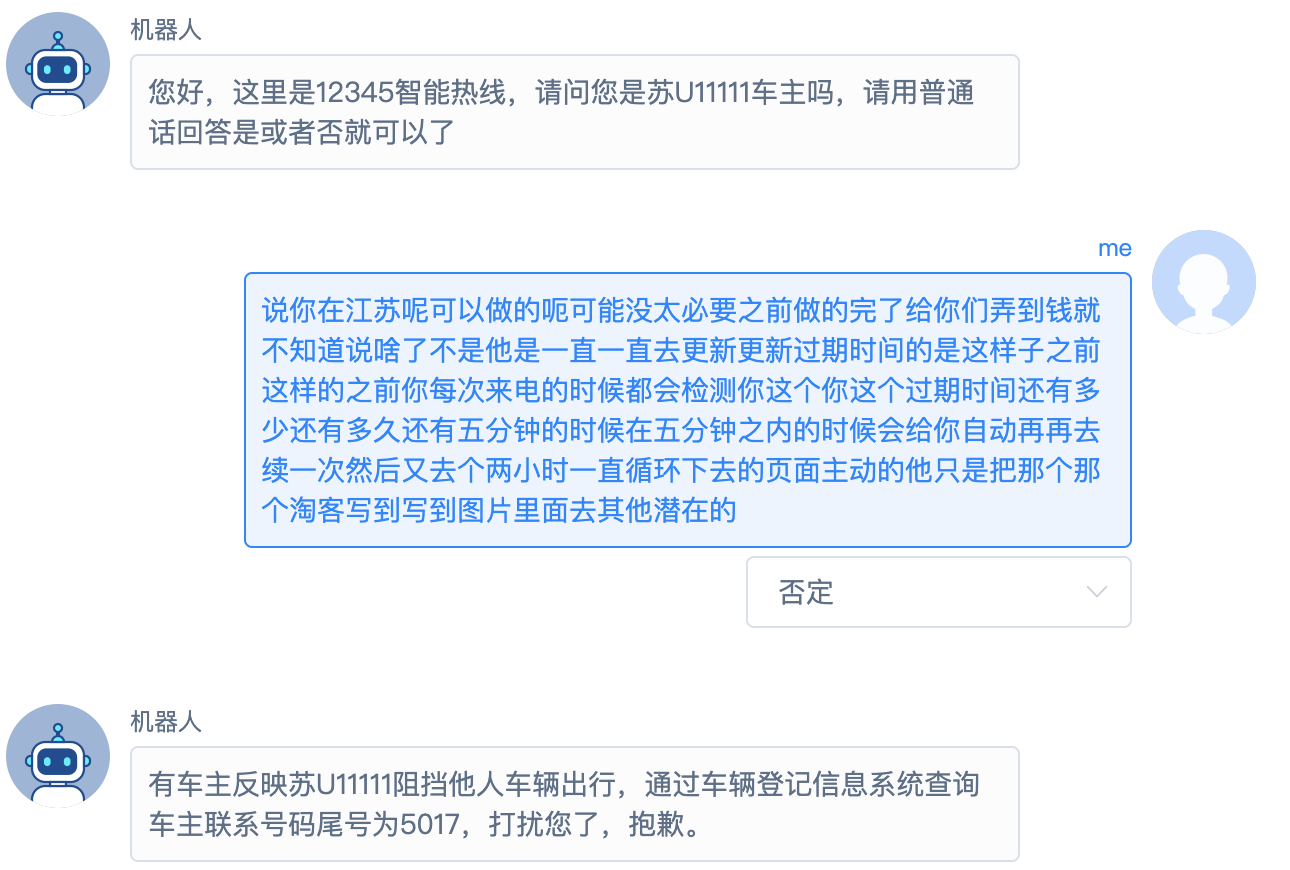 机器人
您好，这里是12345智能热线，请问您是苏U11111车主吗，请用普通
话回答是或者否就可以了
me
说你在江苏呢可以做的呃可能没太必要之前做的完了给你们弄到钱就
不知道说啥了不是他是一直一直去更新更新过期时间的是这样子之前
这样的之前你每次来电的时候都会检测你这个你这个过期时间还有多
少还有多久还有五分钟的时候在五分钟之内的时候会给你自动再再去
续一次然后又去个两小时一直循环下去的页面主动的他只是把那个那
个淘客写到写到图片里面去其他潜在的
否定
机器人
有车主反映苏U11111阻挡他人车辆出行，通过车辆登记信息系统查询
车主联系号码尾号为5017，打扰您了，抱歉。